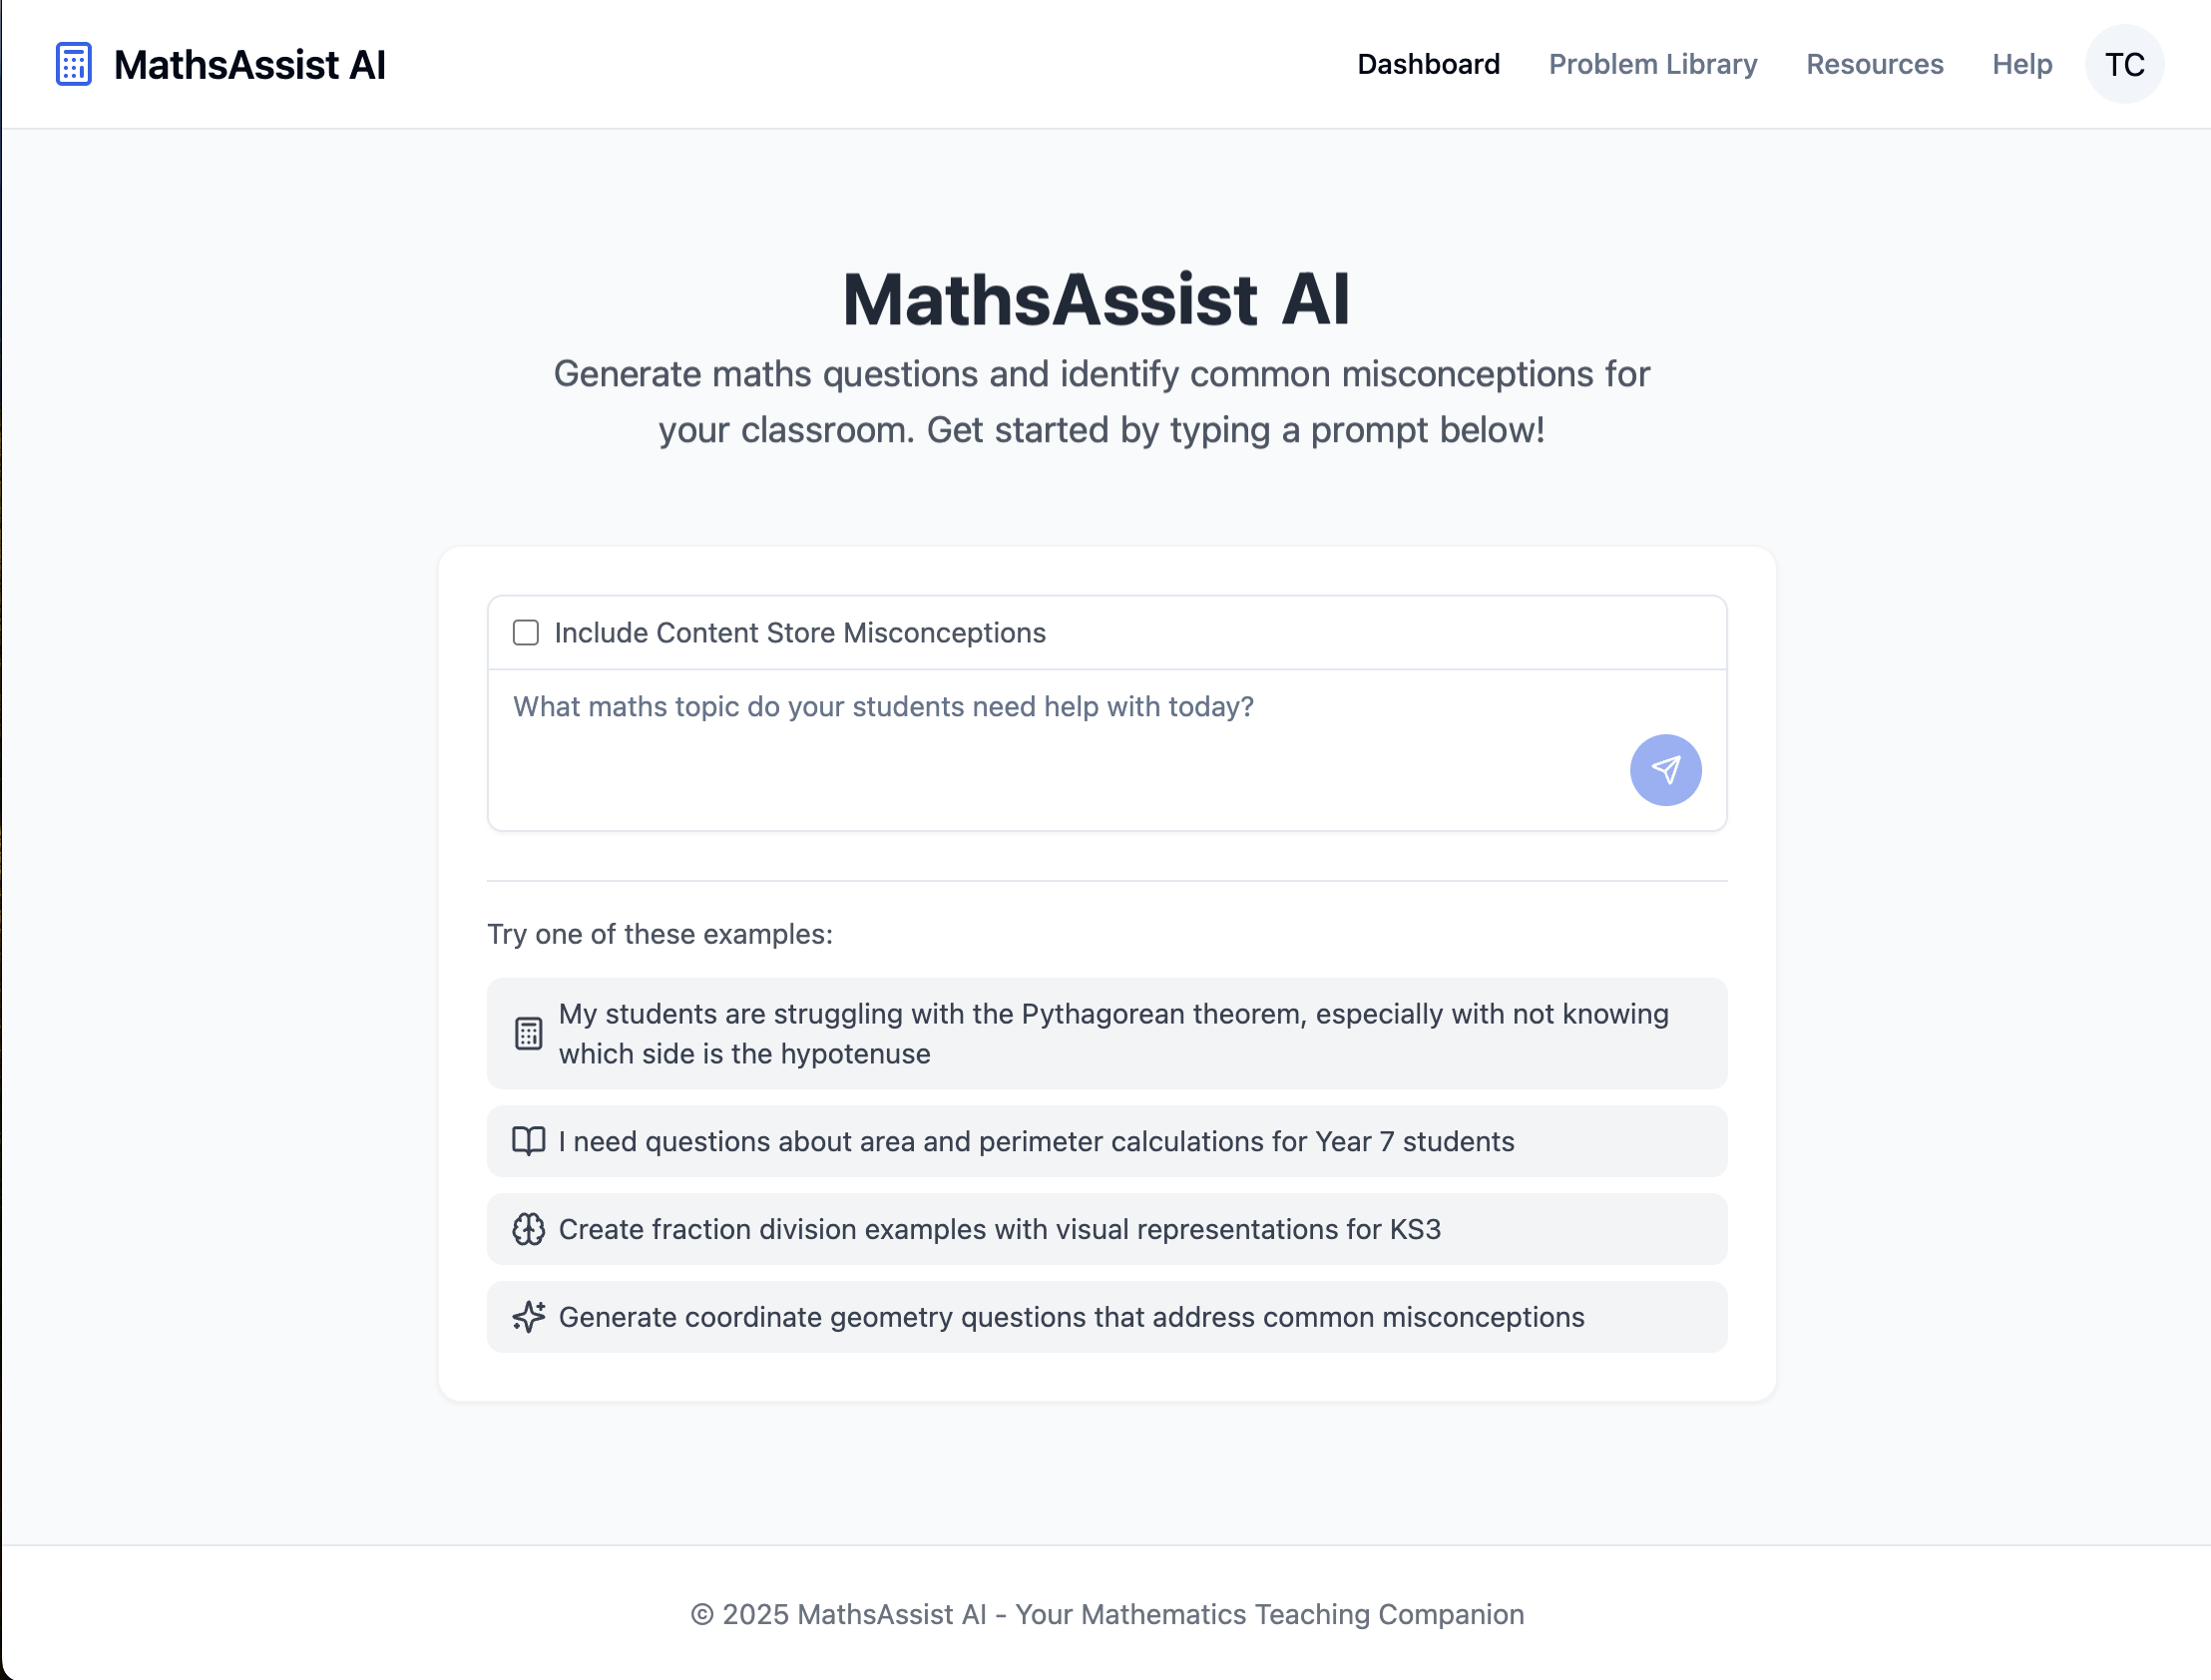 MathsAssist AI
Dashboard
Problem Library
Resources
Help
TC
MathsAssist AI
Generate maths questions and identify common misconceptions for
your classroom. Get started by typing a prompt below!
Include Content Store Misconceptions
What maths topic do your students need help with today?
Try one of these examples:
My students are struggling with the Pythagorean theorem, especially with not knowing
which side is the hypotenuse
I need questions about area and perimeter calculations for Year 7 students
Create fraction division examples with visual representations for KS3
Generate coordinate geometry questions that address common misconceptions
© 2025 MathsAssist AI - Your Mathematics Teaching Companion